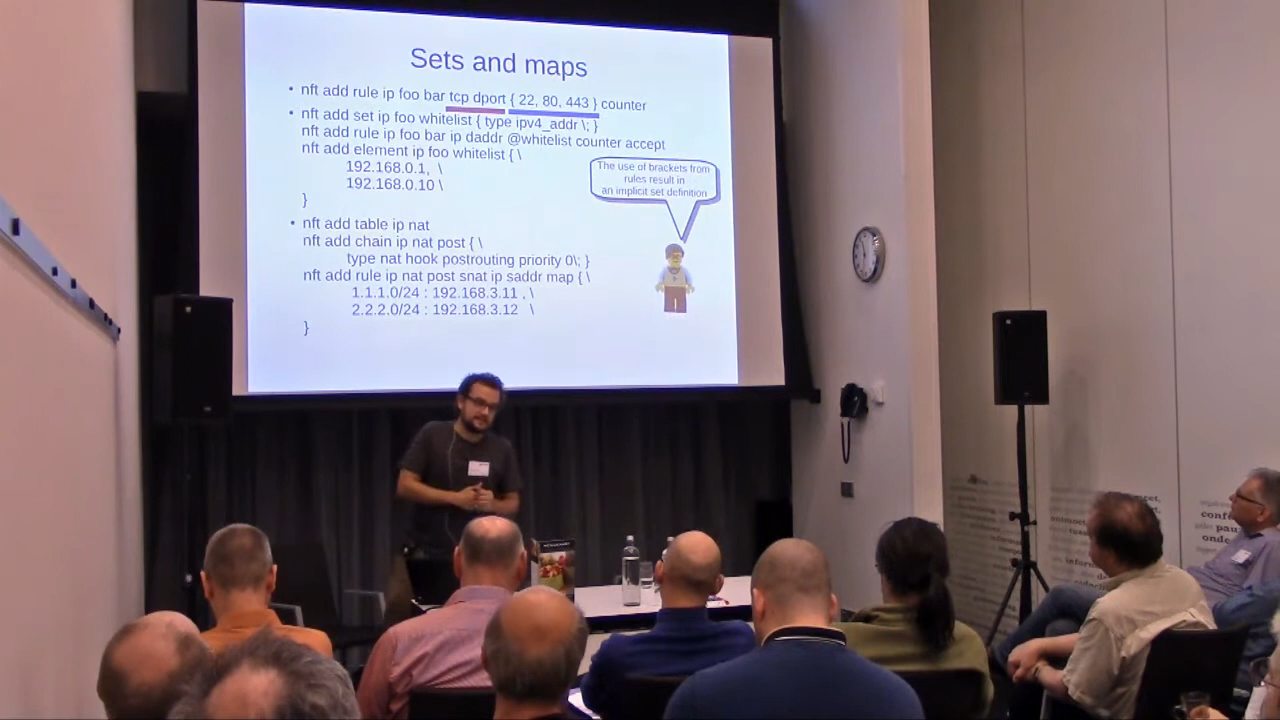 Sets and maps
• nft add rule ip foo bar tcp dport { 22, 80, 443 } counter
• nft add set ip foo whitelist { type ipv4_addr \; }
nft add rule ip foo bar ip daddr @whitelist counter accept
nft add element ip foo whitelist { \
192.168.0.1, \
192.168.0.10 \
}
The use of brackets from
rules result in
an implicit set definition
• nft add table ip nat
nft add chain ip nat post { \
type nat hook postrouting priority 0\; }
nft add rule ip nat post snat ip saddr map { \
1.1.1.0/24 : 192.168.3.11 , \
2.2.2.0/24 : 192.168.3.12 \
}